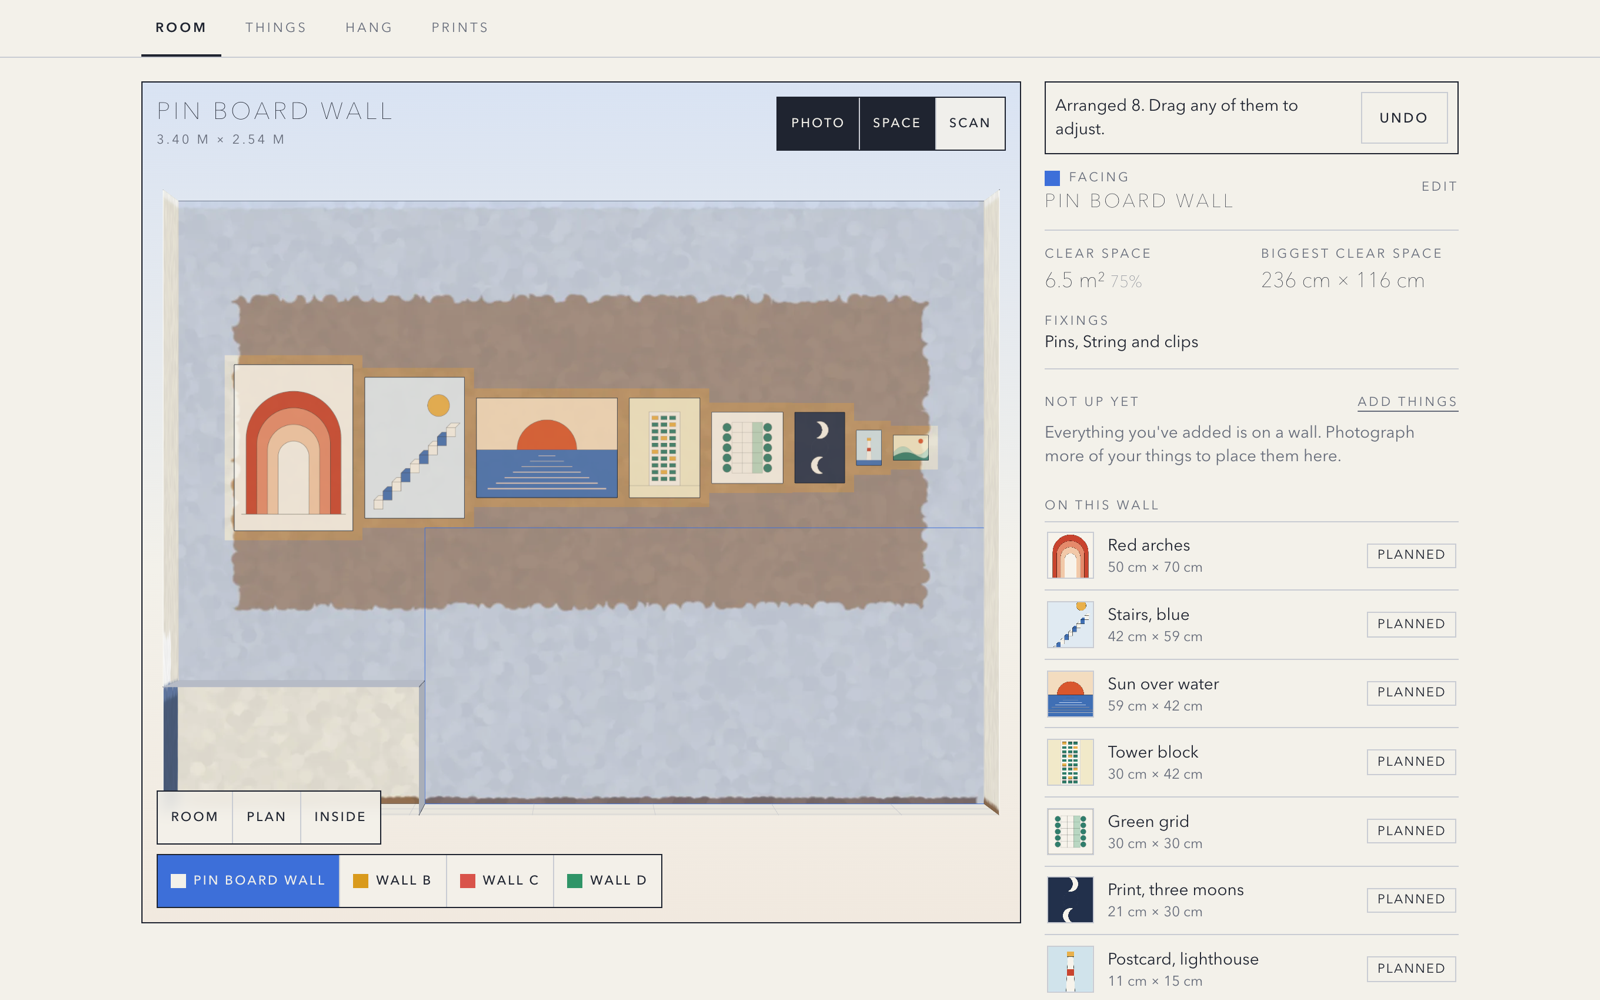 ROOM THINGS HANG PRINTS
PIN BOARD WALL
3.40 M × 2.54 M
PHOTO SPACE SCAN
ROOM PLAN INSIDE
PIN BOARD WALL WALL B WALL C WALL D
Arranged 8. Drag any of them to
adjust.
UNDO
FACING
PIN BOARD WALL
EDIT
CLEAR SPACE
6.5 m² 75%
BIGGEST CLEAR SPACE
236 cm × 116 cm
FIXINGS
Pins, String and clips
NOT UP YET
ADD THINGS
Everything you've added is on a wall. Photograph
more of your things to place them here.
ON THIS WALL
Red arches
50 cm × 70 cm
PLANNED
Stairs, blue
42 cm × 59 cm
PLANNED
Sun over water
59 cm × 42 cm
PLANNED
Tower block
30 cm × 42 cm
PLANNED
Green grid
30 cm × 30 cm
PLANNED
Print, three moons
21 cm × 30 cm
PLANNED
Postcard, lighthouse
11 cm × 15 cm
PLANNED